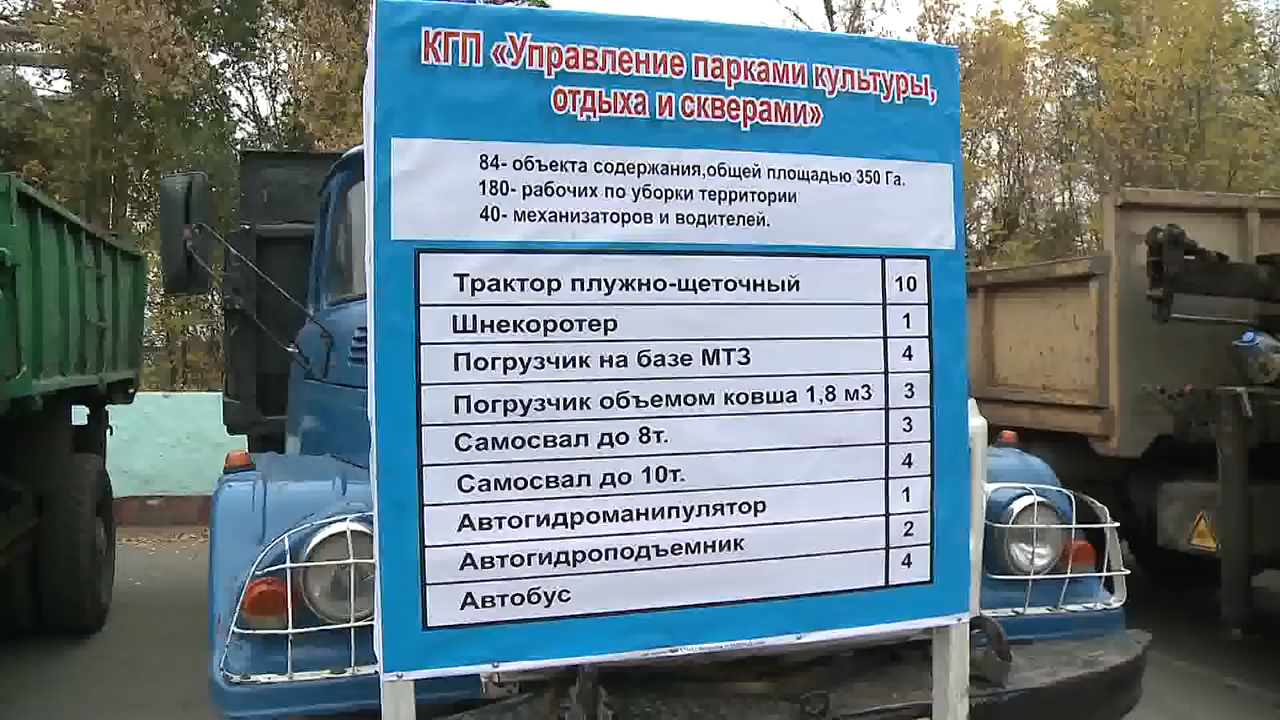 КГП «Управление парками культуры,
отдыха и скверами»
84- объекта содержания,общей площадью 350 Га.
180- рабочих по уборки территории
40- механизаторов и водителей.
Трактор плужно-щеточный 10
Шнекоротер 1
Погрузчик на базе МТЗ 4
Погрузчик объемом ковша 1,8 м3 3
Самосвал до 8т. 3
Самосвал до 10т. 4
Автогидроманипулятор 1
Автогидроподъемник 2
Автобус 4